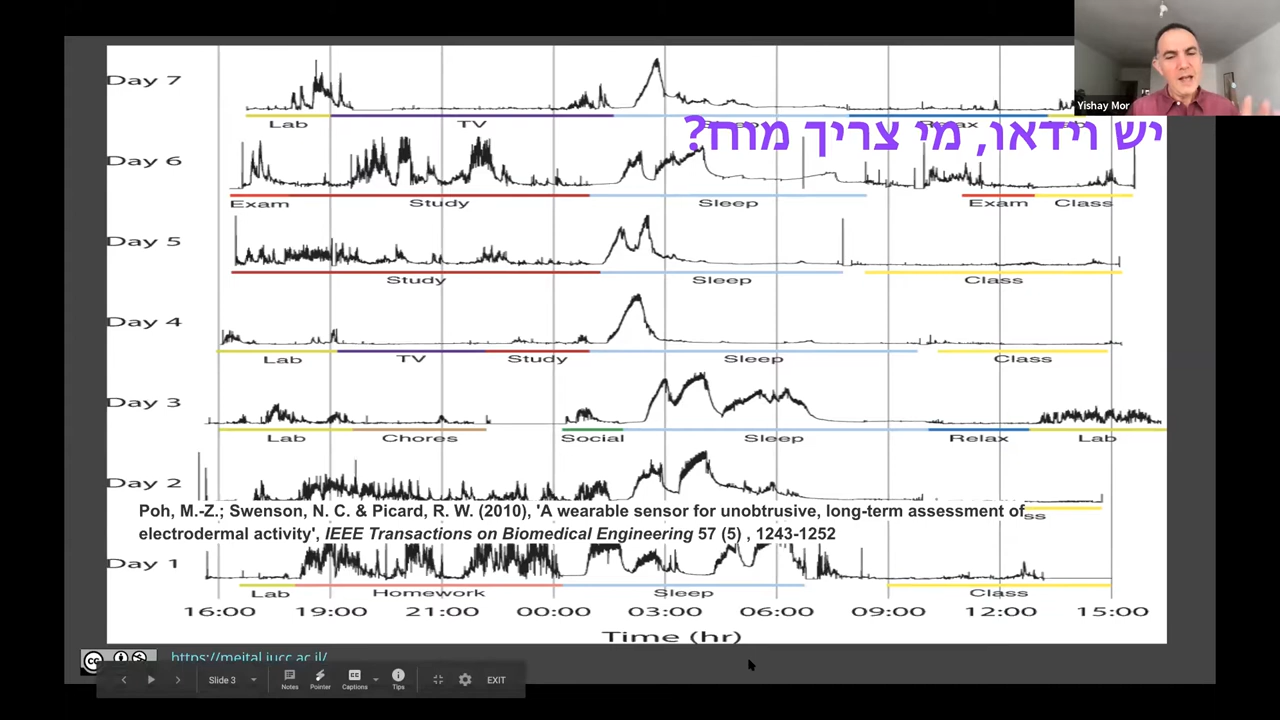 Yishay Mor
יש וידאו, מי צריך מוח?
Day 7
Lab TV Sleep Relax
Day 6
Exam Study Sleep Exam Class
Day 5
Study Sleep Class
Day 4
Lab TV Study Sleep Class
Day 3
Lab Chores Social Sleep Relax Lab
Day 2
Poh, M.-Z.; Swenson, N. C. & Picard, R. W. (2010), 'A wearable sensor for unobtrusive, long-term assessment of
electrodermal activity', IEEE Transactions on Biomedical Engineering 57 (5) , 1243-1252
Day 1
Lab Homework Sleep Class
16:00 19:00 21:00 00:00 03:00 06:00 09:00 12:00 15:00
Time (hr)
cc
https://meital.iucc.ac.il/
Slide 3 Notes Pointer Captions Tips EXIT